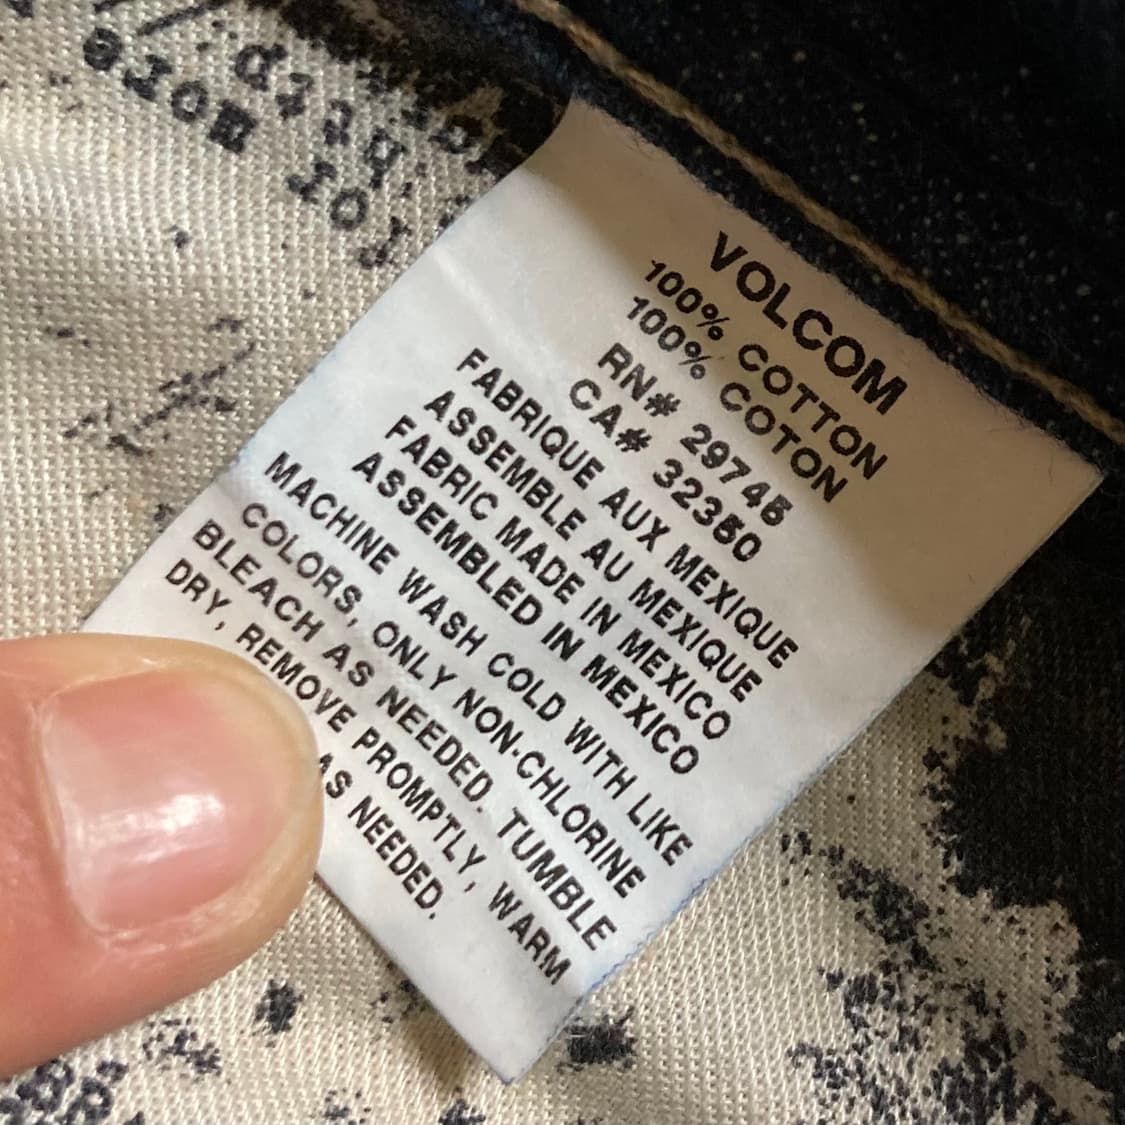 VOLCOM
100% COTTON
100% COTON
RN# 29745
CA# 32350
FABRIQUE AUX MEXIQUE
ASSEMBLE AU MEXIQUE
FABRIC MADE IN MEXICO
ASSEMBLED IN MEXICO
MACHINE WASH COLD WITH LIKE
COLORS, ONLY NON-CHLORINE
BLEACH AS NEEDED. TUMBLE
DRY, REMOVE PROMPTLY, WARM
AS NEEDED.